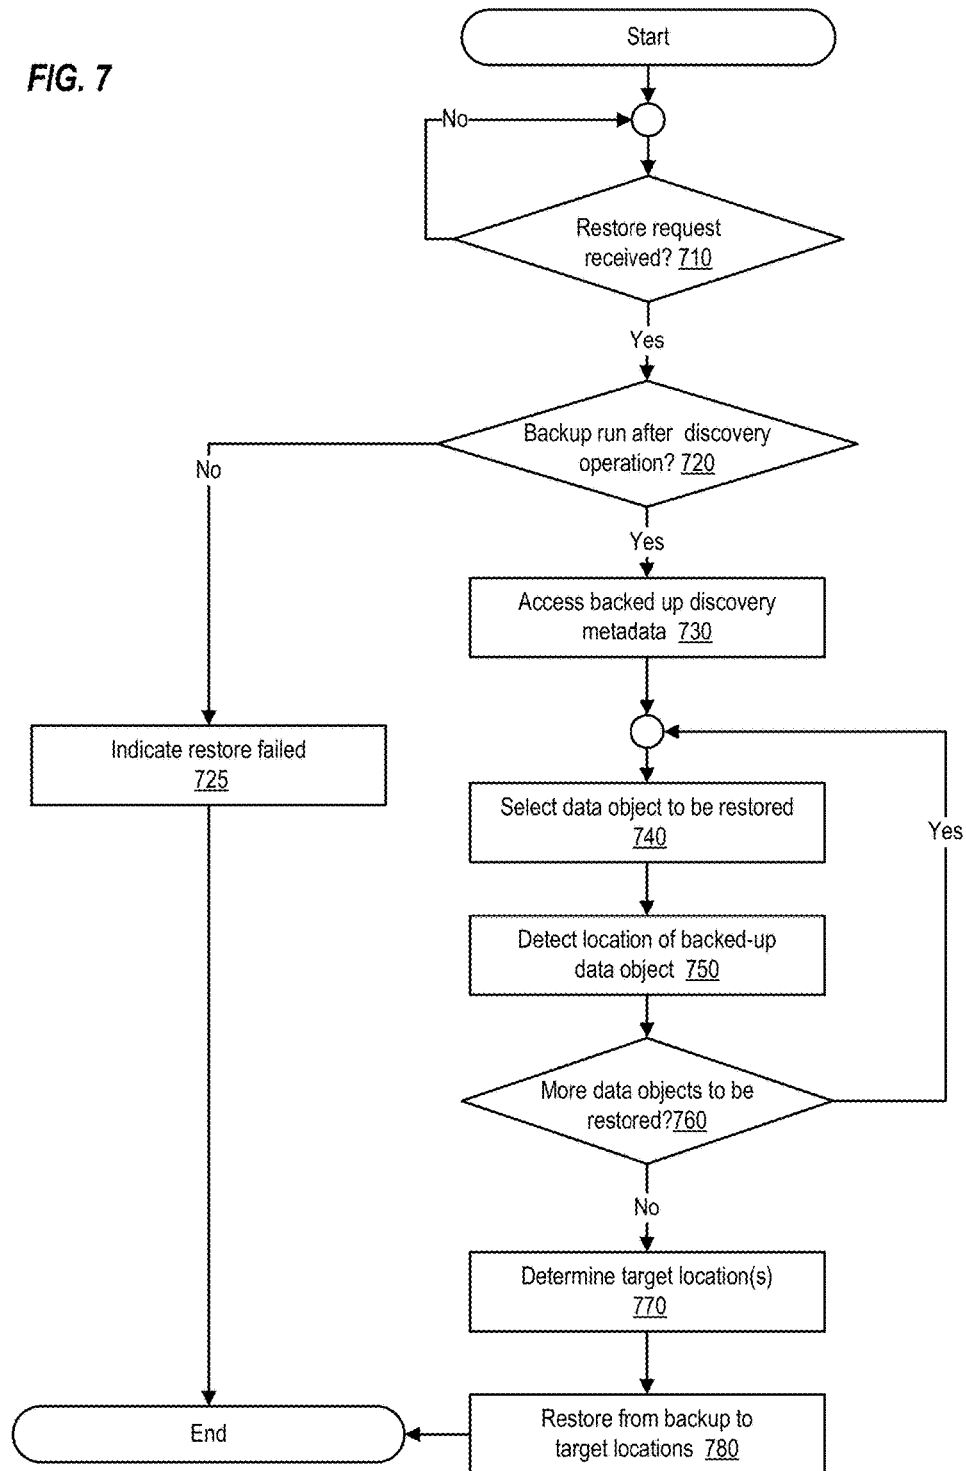 FIG. 7
Start
No
Restore request
received? 710
Yes
Backup run after discovery
operation? 720
No
Yes
Access backed up discovery
metadata 730
Indicate restore failed
725
Select data object to be restored
740
Yes
Detect location of backed-up
data object 750
More data objects to be
restored?760
No
Determine target location(s)
770
Restore from backup to
target locations 780
End